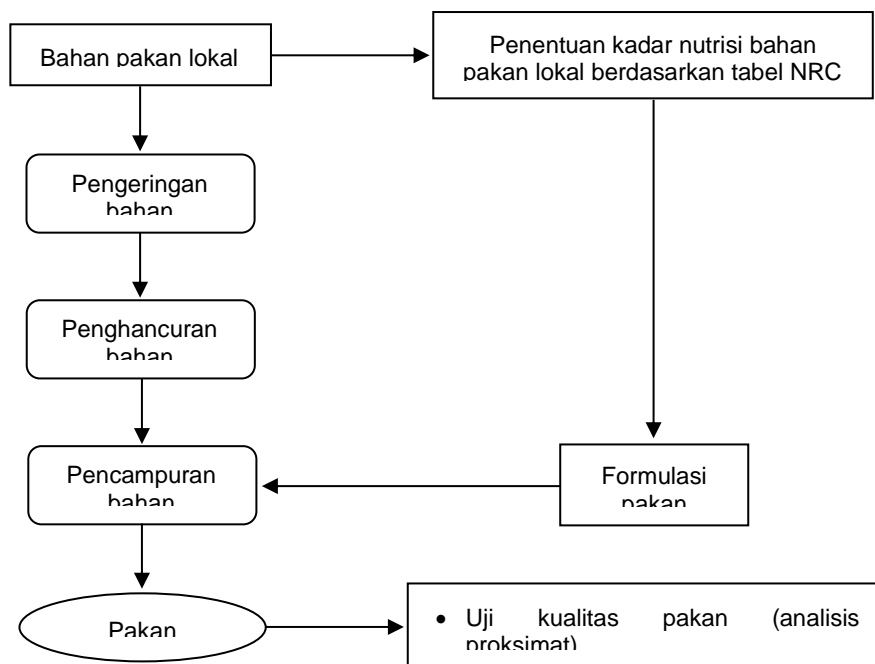 Bahan pakan lokal
Penentuan kadar nutrisi bahan
pakan lokal berdasarkan tabel NRC
Pengeringan
bahan
Penghancuran
bahan
Pencampuran
bahan
Formulasi
pakan
Pakan
• Uji kualitas pakan (analisis
proksimat)